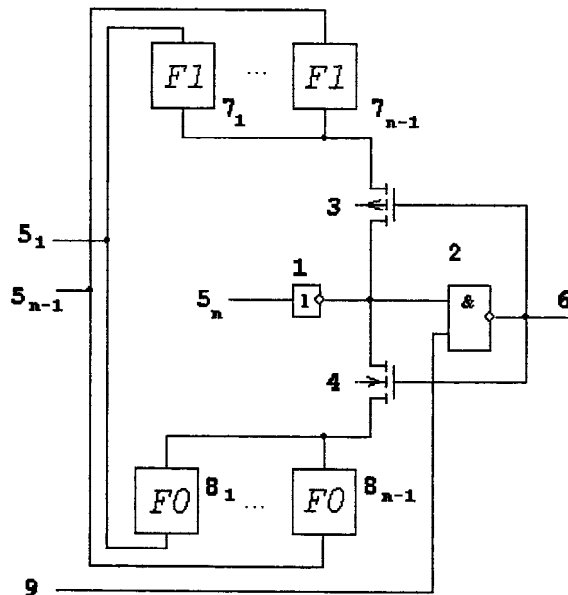 F1 ... F1
7₁ 7ₙ₋₁
3
5₁
1 2
5ₙ₋₁ 5ₙ 1 & 6
4
F0 8₁ ... F0 8ₙ₋₁
9